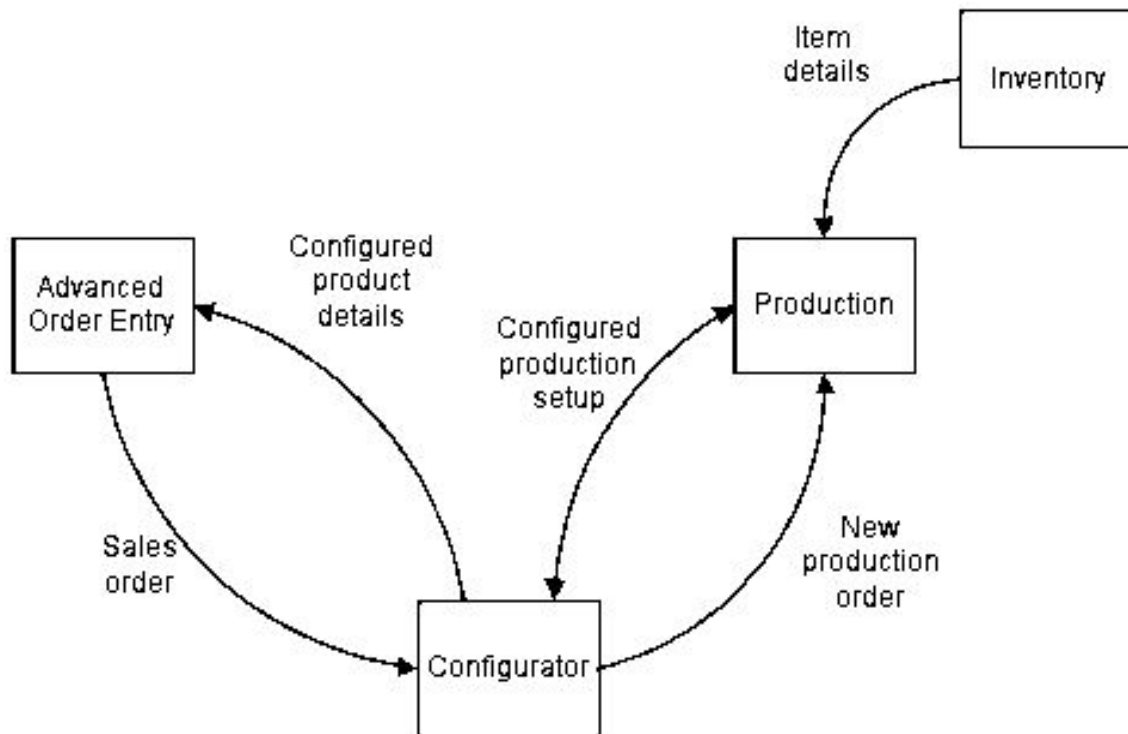 Item
details
Inventory
Advanced
Order Entry
Configured
product
details
Configured
production
setup
Production
Sales
order
New
production
order
Configurator